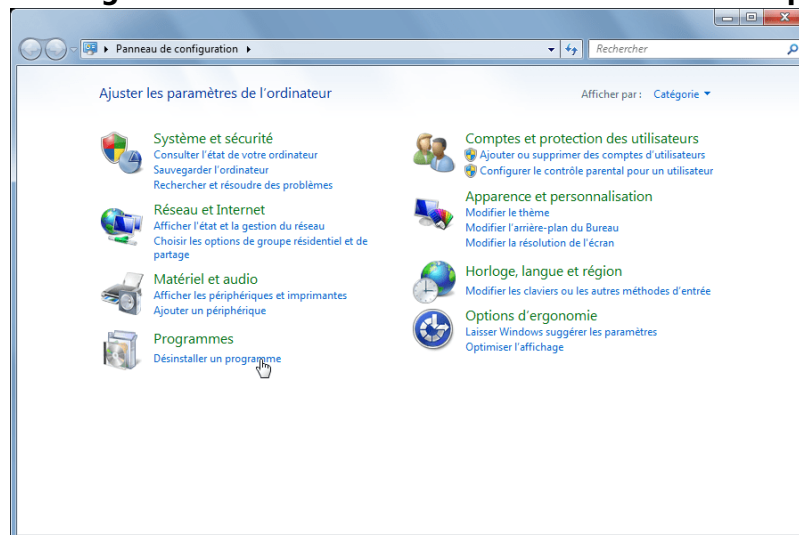 Panneau de configuration
Rechercher
Ajuster les paramètres de l'ordinateur
Afficher par : Catégorie
Système et sécurité
Consulter l'état de votre ordinateur
Sauvegarder l'ordinateur
Rechercher et résoudre des problèmes
Réseau et Internet
Afficher l'état et la gestion du réseau
Choisir les options de groupe résidentiel et de
partage
Matériel et audio
Afficher les périphériques et imprimantes
Ajouter un périphérique
Programmes
Désinstaller un programme
Comptes et protection des utilisateurs
Ajouter ou supprimer des comptes d'utilisateurs
Configurer le contrôle parental pour un utilisateur
Apparence et personnalisation
Modifier le thème
Modifier l'arrière-plan du Bureau
Modifier la résolution de l'écran
Horloge, langue et région
Modifier les claviers ou les autres méthodes d'entrée
Options d'ergonomie
Laisser Windows suggérer les paramètres
Optimiser l'affichage